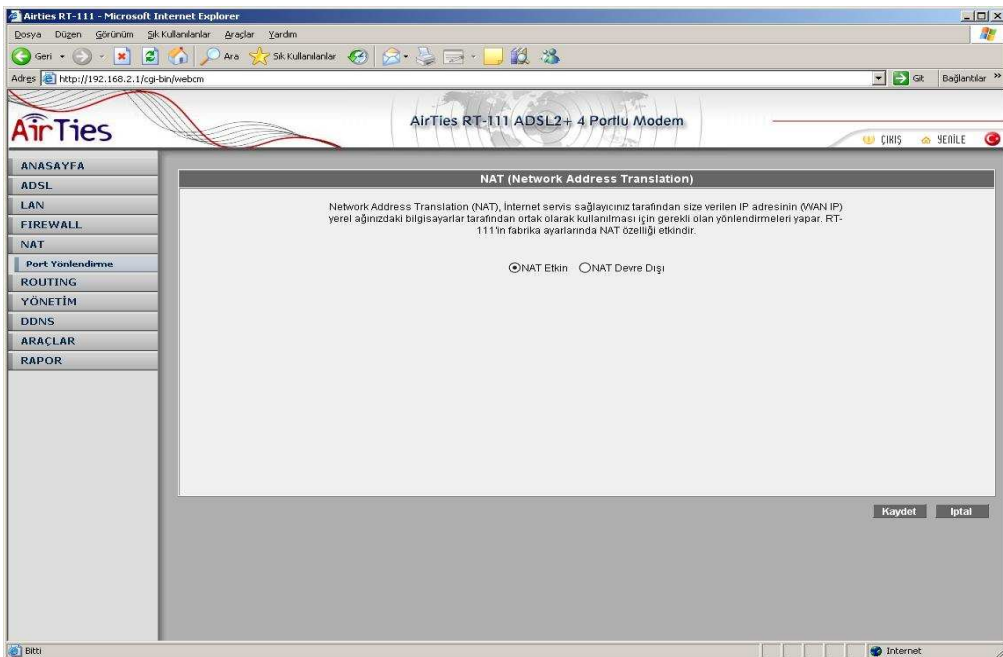 Airties RT-111 - Microsoft Internet Explorer
Dosya Düzen Görünüm Sık Kullanılanlar Araçlar Yardım
Geri Ara Sık Kullanılanlar
Adres http://192.168.2.1/cgi-bin/webcm Git Bağlantılar »
AirTies
AirTies RT-111 ADSL2+ 4 Portlu Modem
ÇIKIŞ YENİLE
ANASAYFA
ADSL
LAN
FIREWALL
NAT
Port Yönlendirme
ROUTING
YÖNETİM
DDNS
ARAÇLAR
RAPOR
NAT (Network Address Translation)
Network Address Translation (NAT), İnternet servis sağlayıcınız tarafından size verilen IP adresinin (WAN IP)
yerel ağınızdaki bilgisayarlar tarafından ortak olarak kullanılması için gerekli olan yönlendirmeleri yapar. RT-
111'in fabrika ayarlarında NAT özelliği etkindir.
NAT Etkin NAT Devre Dışı
Kaydet Iptal
Bitti Internet